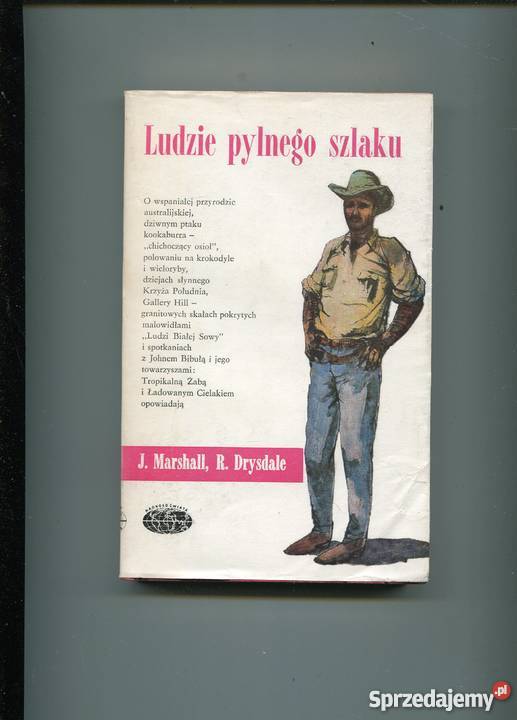 Ludzie pylnego szlaku
O wspaniałej przyrodzie
australijskiej,
dziwnym ptaku
kookaburra –
„chichoczący osioł”,
polowaniu na krokodyle
i wieloryby,
dziejach słynnego
Krzyża Południa,
Gallery Hill –
granitowych skałach pokrytych
malowidłami
„Ludzi Białej Sowy”
i spotkaniach
z Johnem Bibułą i jego
towarzyszami:
Tropikalną Żabą
i Ładowanym Cielakiem
opowiadają
J. Marshall, R. Drysdale
NAOKOŁO ŚWIATA
Sprzedajemy.pl